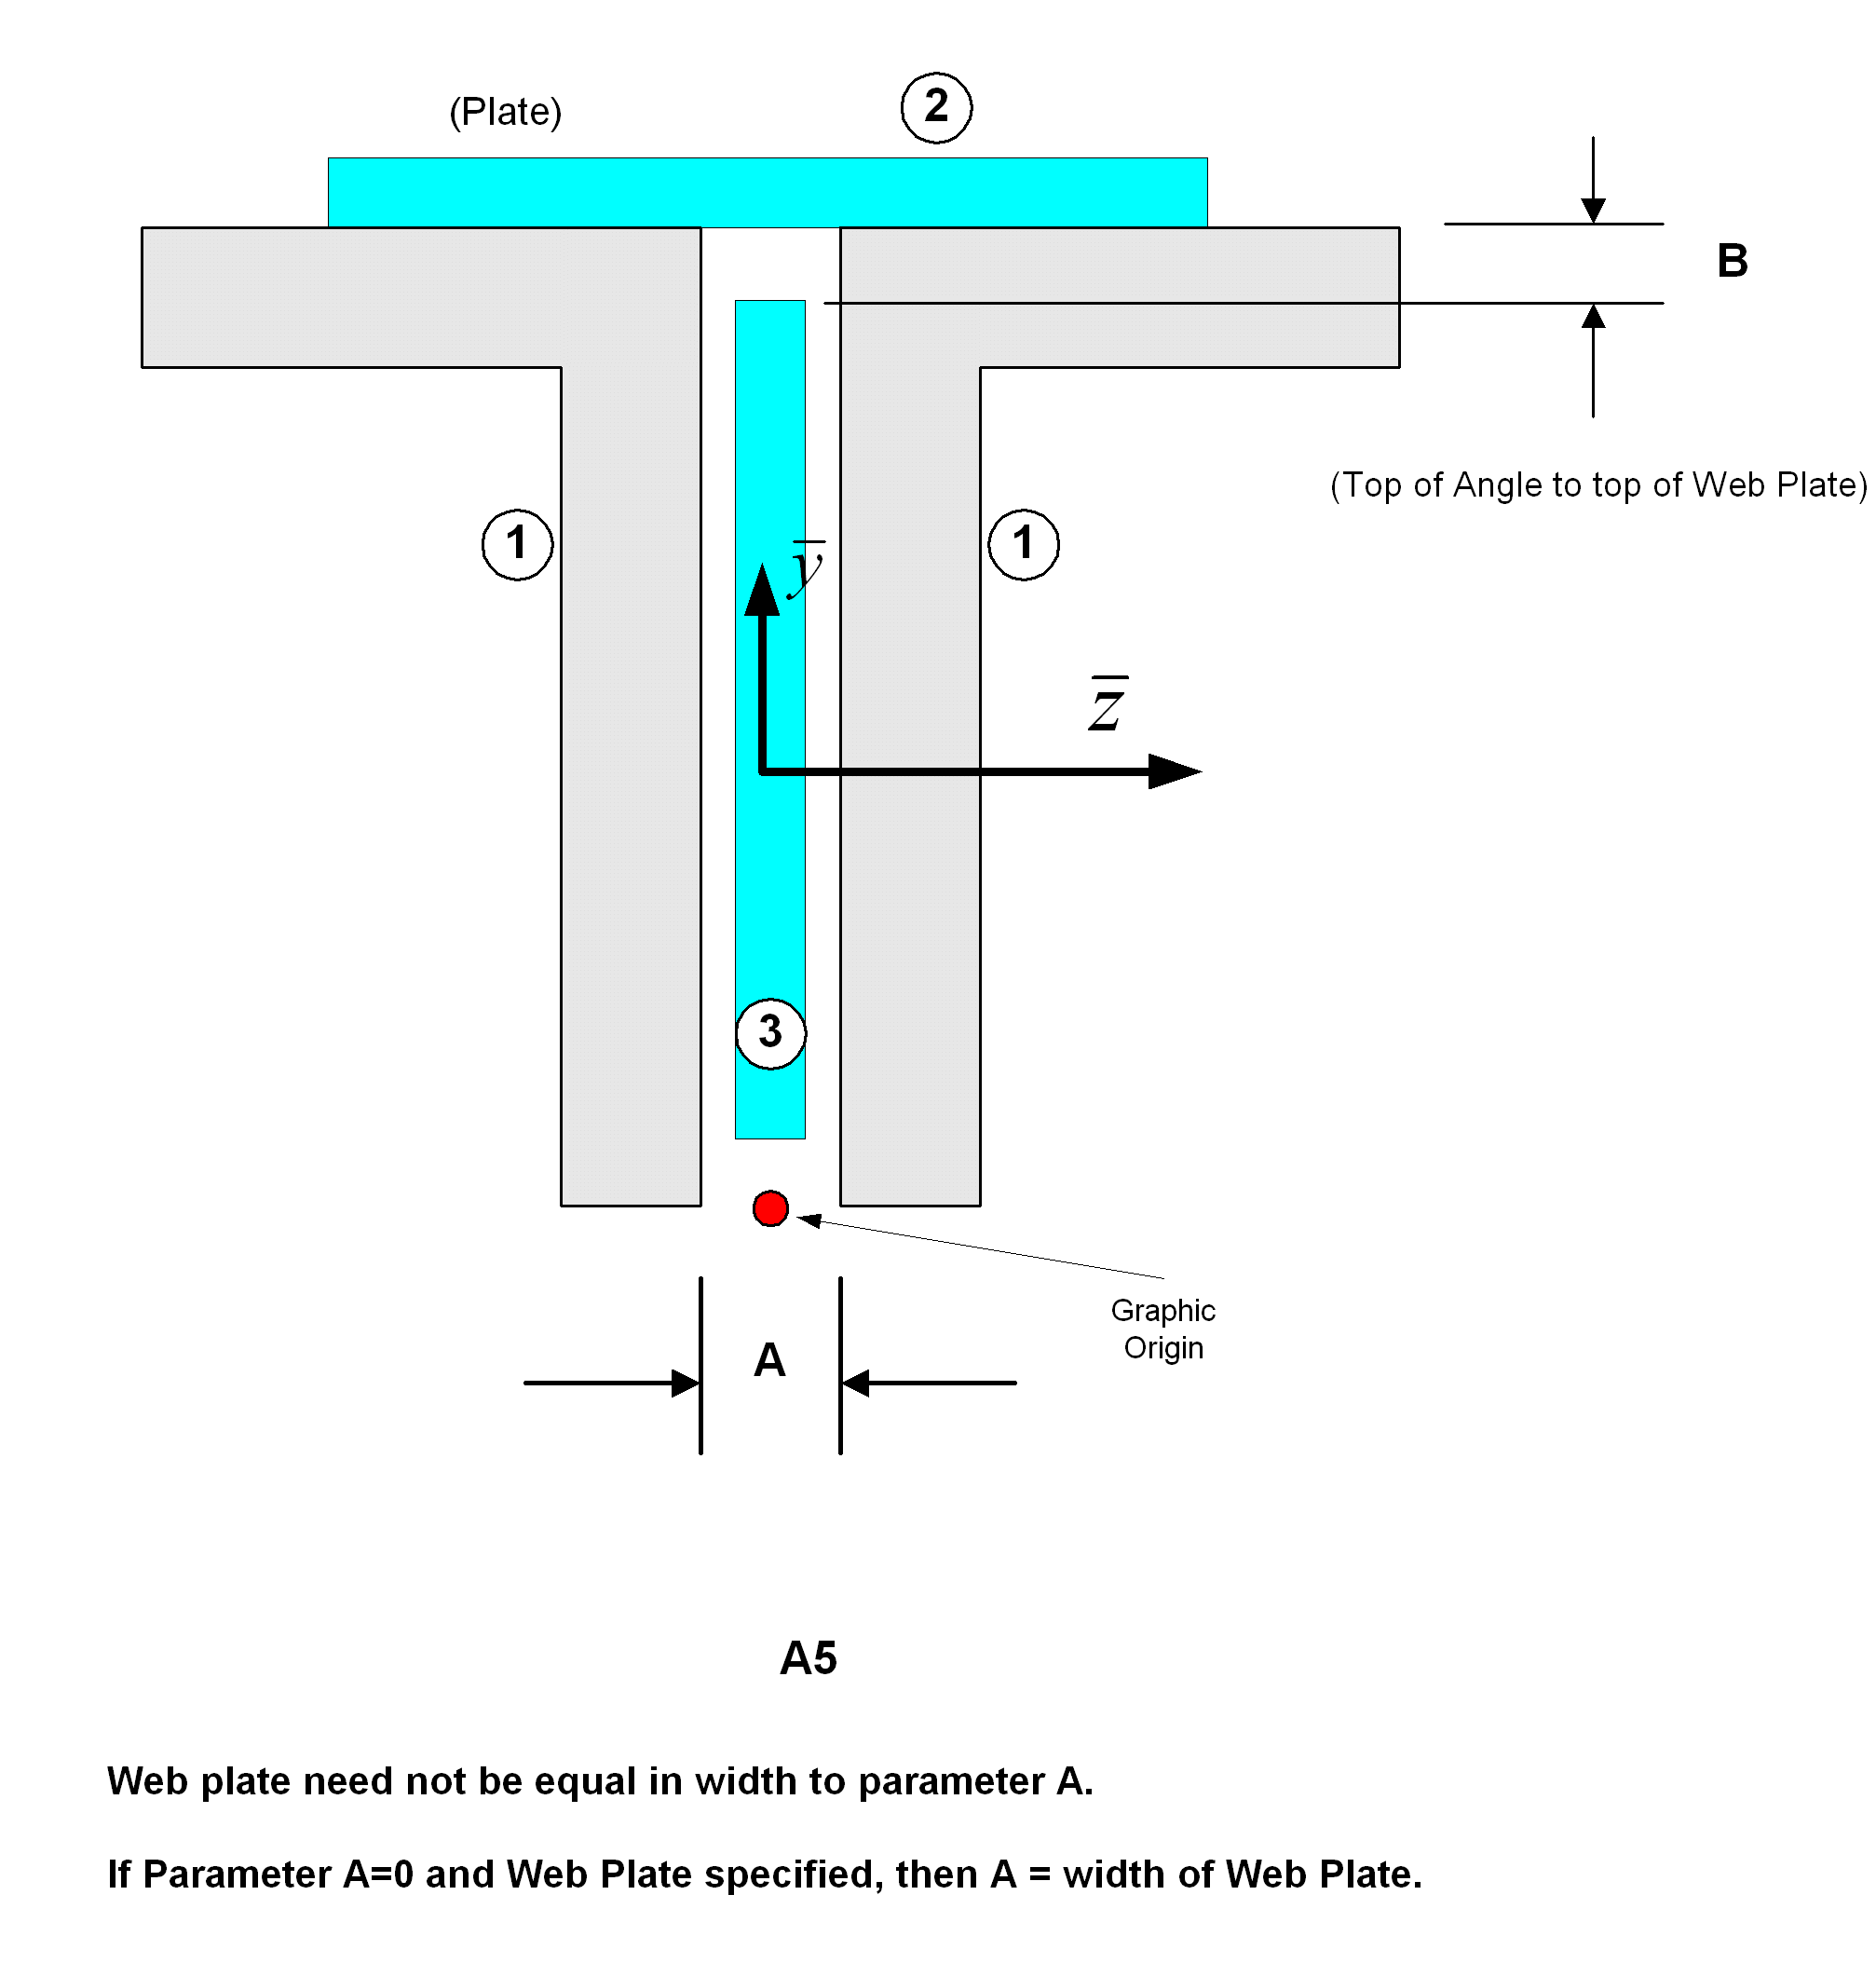 (Plate)
2
B
(Top of Angle to top of Web Plate)
1
1
y̅
z̅
3
Graphic
Origin
A
A5
Web plate need not be equal in width to parameter A.
If Parameter A=0 and Web Plate specified, then A = width of Web Plate.